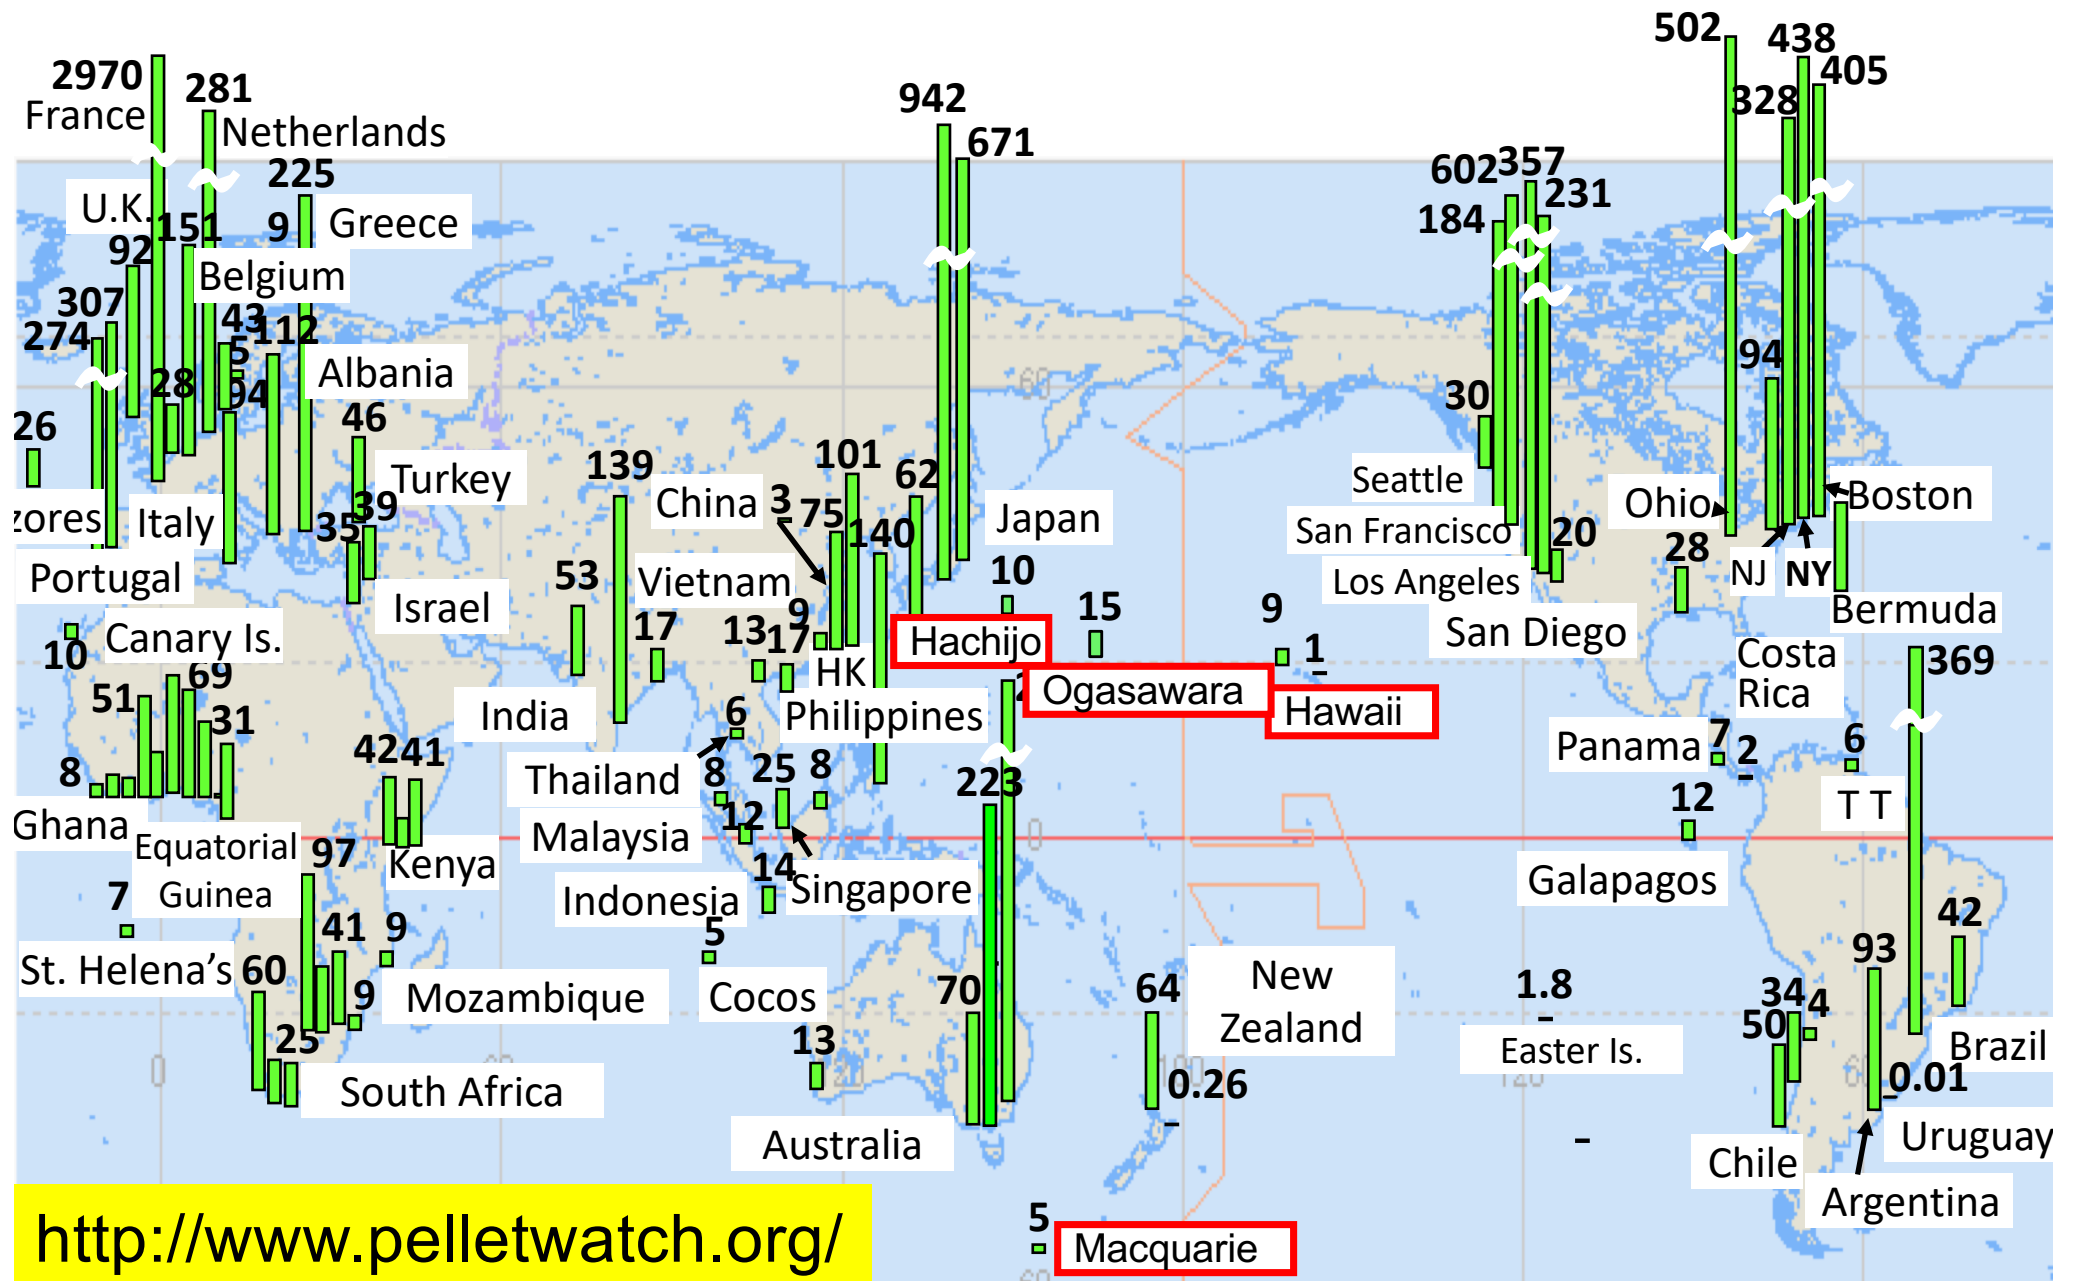 502
438
405
328
2970
France
281
Netherlands
942
671
225
Greece
9
U.K.
151
92
Belgium
602
357
231
184
307
274
43
5
112
94
Albania
28
94
60
26
46
30
Turkey
39
35
139
China
3
101
75
62
140
Japan
Seattle
Ohio
Boston
zores
Italy
San Francisco
20
28
NJ
NY
Portugal
53
Vietnam
10
Los Angeles
Bermuda
Israel
Canary Is.
10
17
13
17
9
HK
Hachijo
15
9
1
San Diego
Costa
Rica
369
69
51
31
India
6
Philippines
Ogasawara
Hawaii
Panama
7
2
6
8
42
41
Thailand
8
25
8
223
12
T T
Ghana
Equatorial
Guinea
Kenya
Malaysia
12
0
97
14
Indonesia
Singapore
Galapagos
7
41
9
5
42
St. Helena's
60
9
Mozambique
Cocos
70
64
New
Zealand
1.8
93
34
4
50
25
13
Easter Is.
Brazil
0
South Africa
0.26
0.01
Australia
Uruguay
Chile
Argentina
http://www.pelletwatch.org/
5
Macquarie